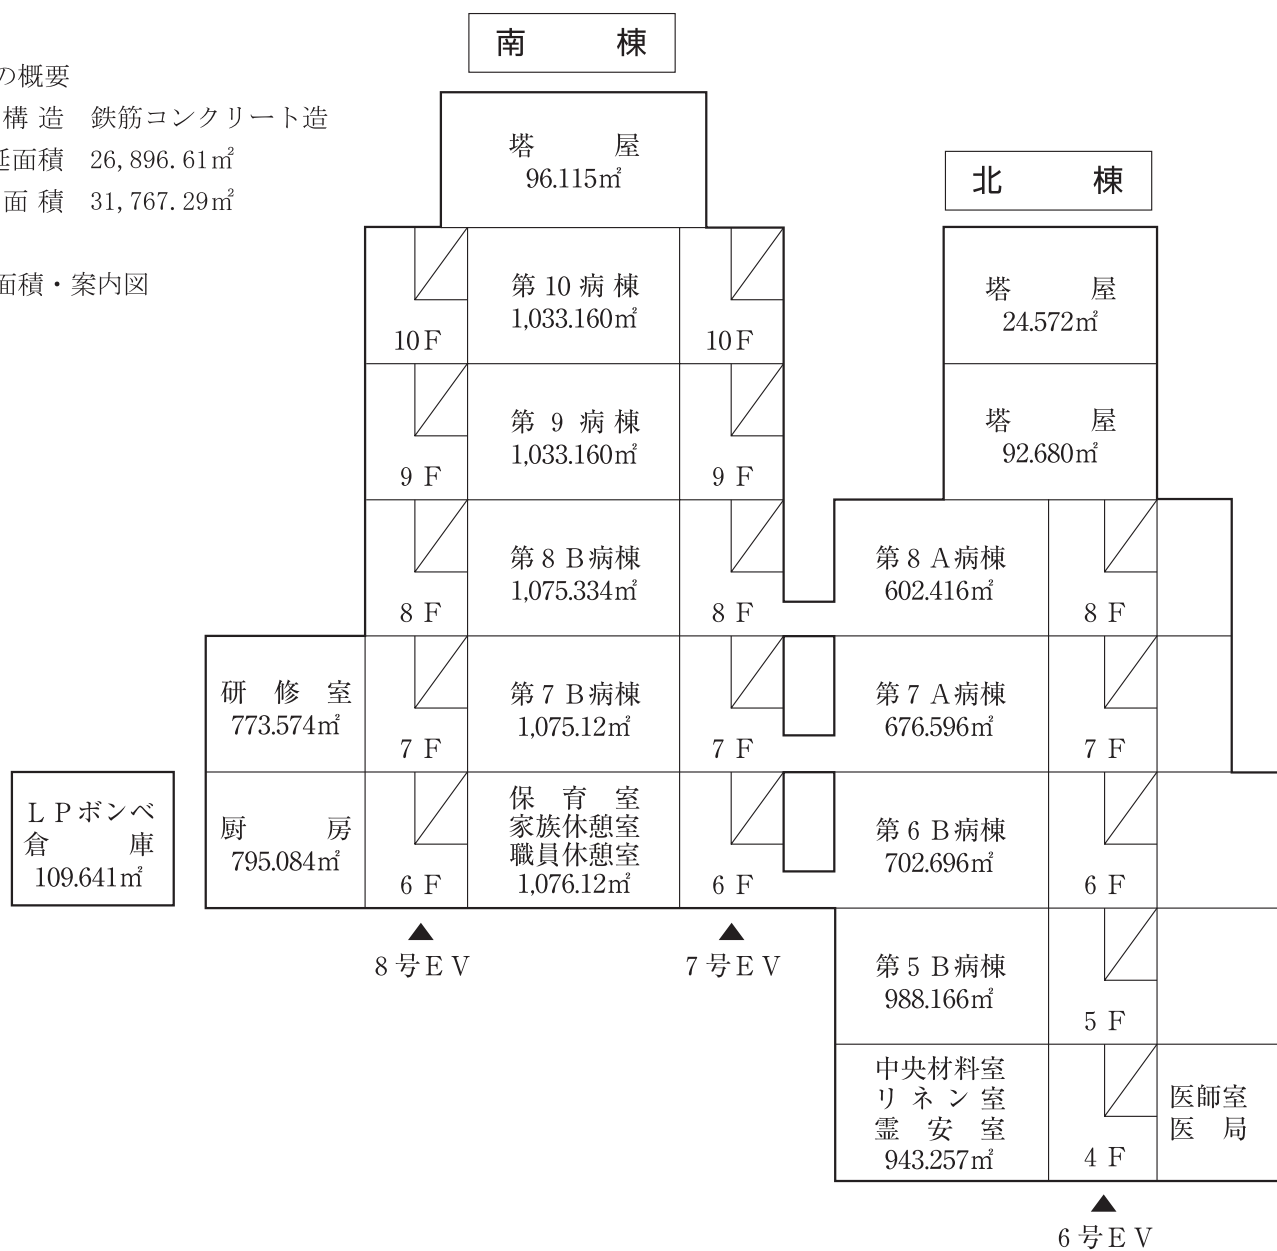 の概要
構 造　鉄筋コンクリート造
延面積　26,896.61㎡
面 積　31,767.29㎡
面積・案内図
南　棟
塔　屋
96.115㎡
10F
第10病棟
1,033.160㎡
10F
9 F
第 9 病棟
1,033.160㎡
9 F
8 F
第8 B病棟
1,075.334㎡
8 F
研 修 室
773.574㎡
7 F
第7 B病棟
1,075.12㎡
7 F
LPボンベ
倉　庫
109.641㎡
厨　房
795.084㎡
6 F
保 育 室
家族休憩室
職員休憩室
1,076.12㎡
6 F
▲
8号EV
▲
7号EV
北　棟
塔　屋
24.572㎡
塔　屋
92.680㎡
第8 A病棟
602.416㎡
8 F
第7 A病棟
676.596㎡
7 F
第6 B病棟
702.696㎡
6 F
第5 B病棟
988.166㎡
5 F
中央材料室
リネン室
霊 安 室
943.257㎡
4 F
医師室
医　局
▲
6号EV